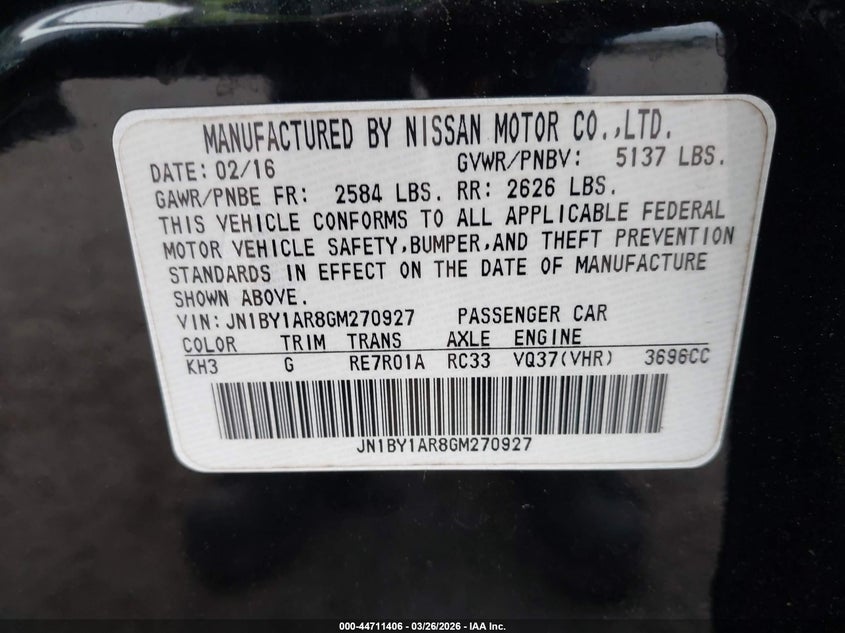 MANUFACTURED BY NISSAN MOTOR CO.,LTD.
DATE: 02/16 GVWR/PNBV: 5137 LBS.
GAWR/PNBE FR: 2584 LBS. RR: 2626 LBS.
THIS VEHICLE CONFORMS TO ALL APPLICABLE FEDERAL
MOTOR VEHICLE SAFETY,BUMPER,AND THEFT PREVENTION
STANDARDS IN EFFECT ON THE DATE OF MANUFACTURE
SHOWN ABOVE.
VIN: JN1BY1AR8GM270927 PASSENGER CAR
COLOR TRIM TRANS AXLE ENGINE
KH3 G RE7R01A RC33 VQ37(VHR) 3696CC
JN1BY1AR8GM270927
000-44711406 - 03/26/2026 - IAA Inc.